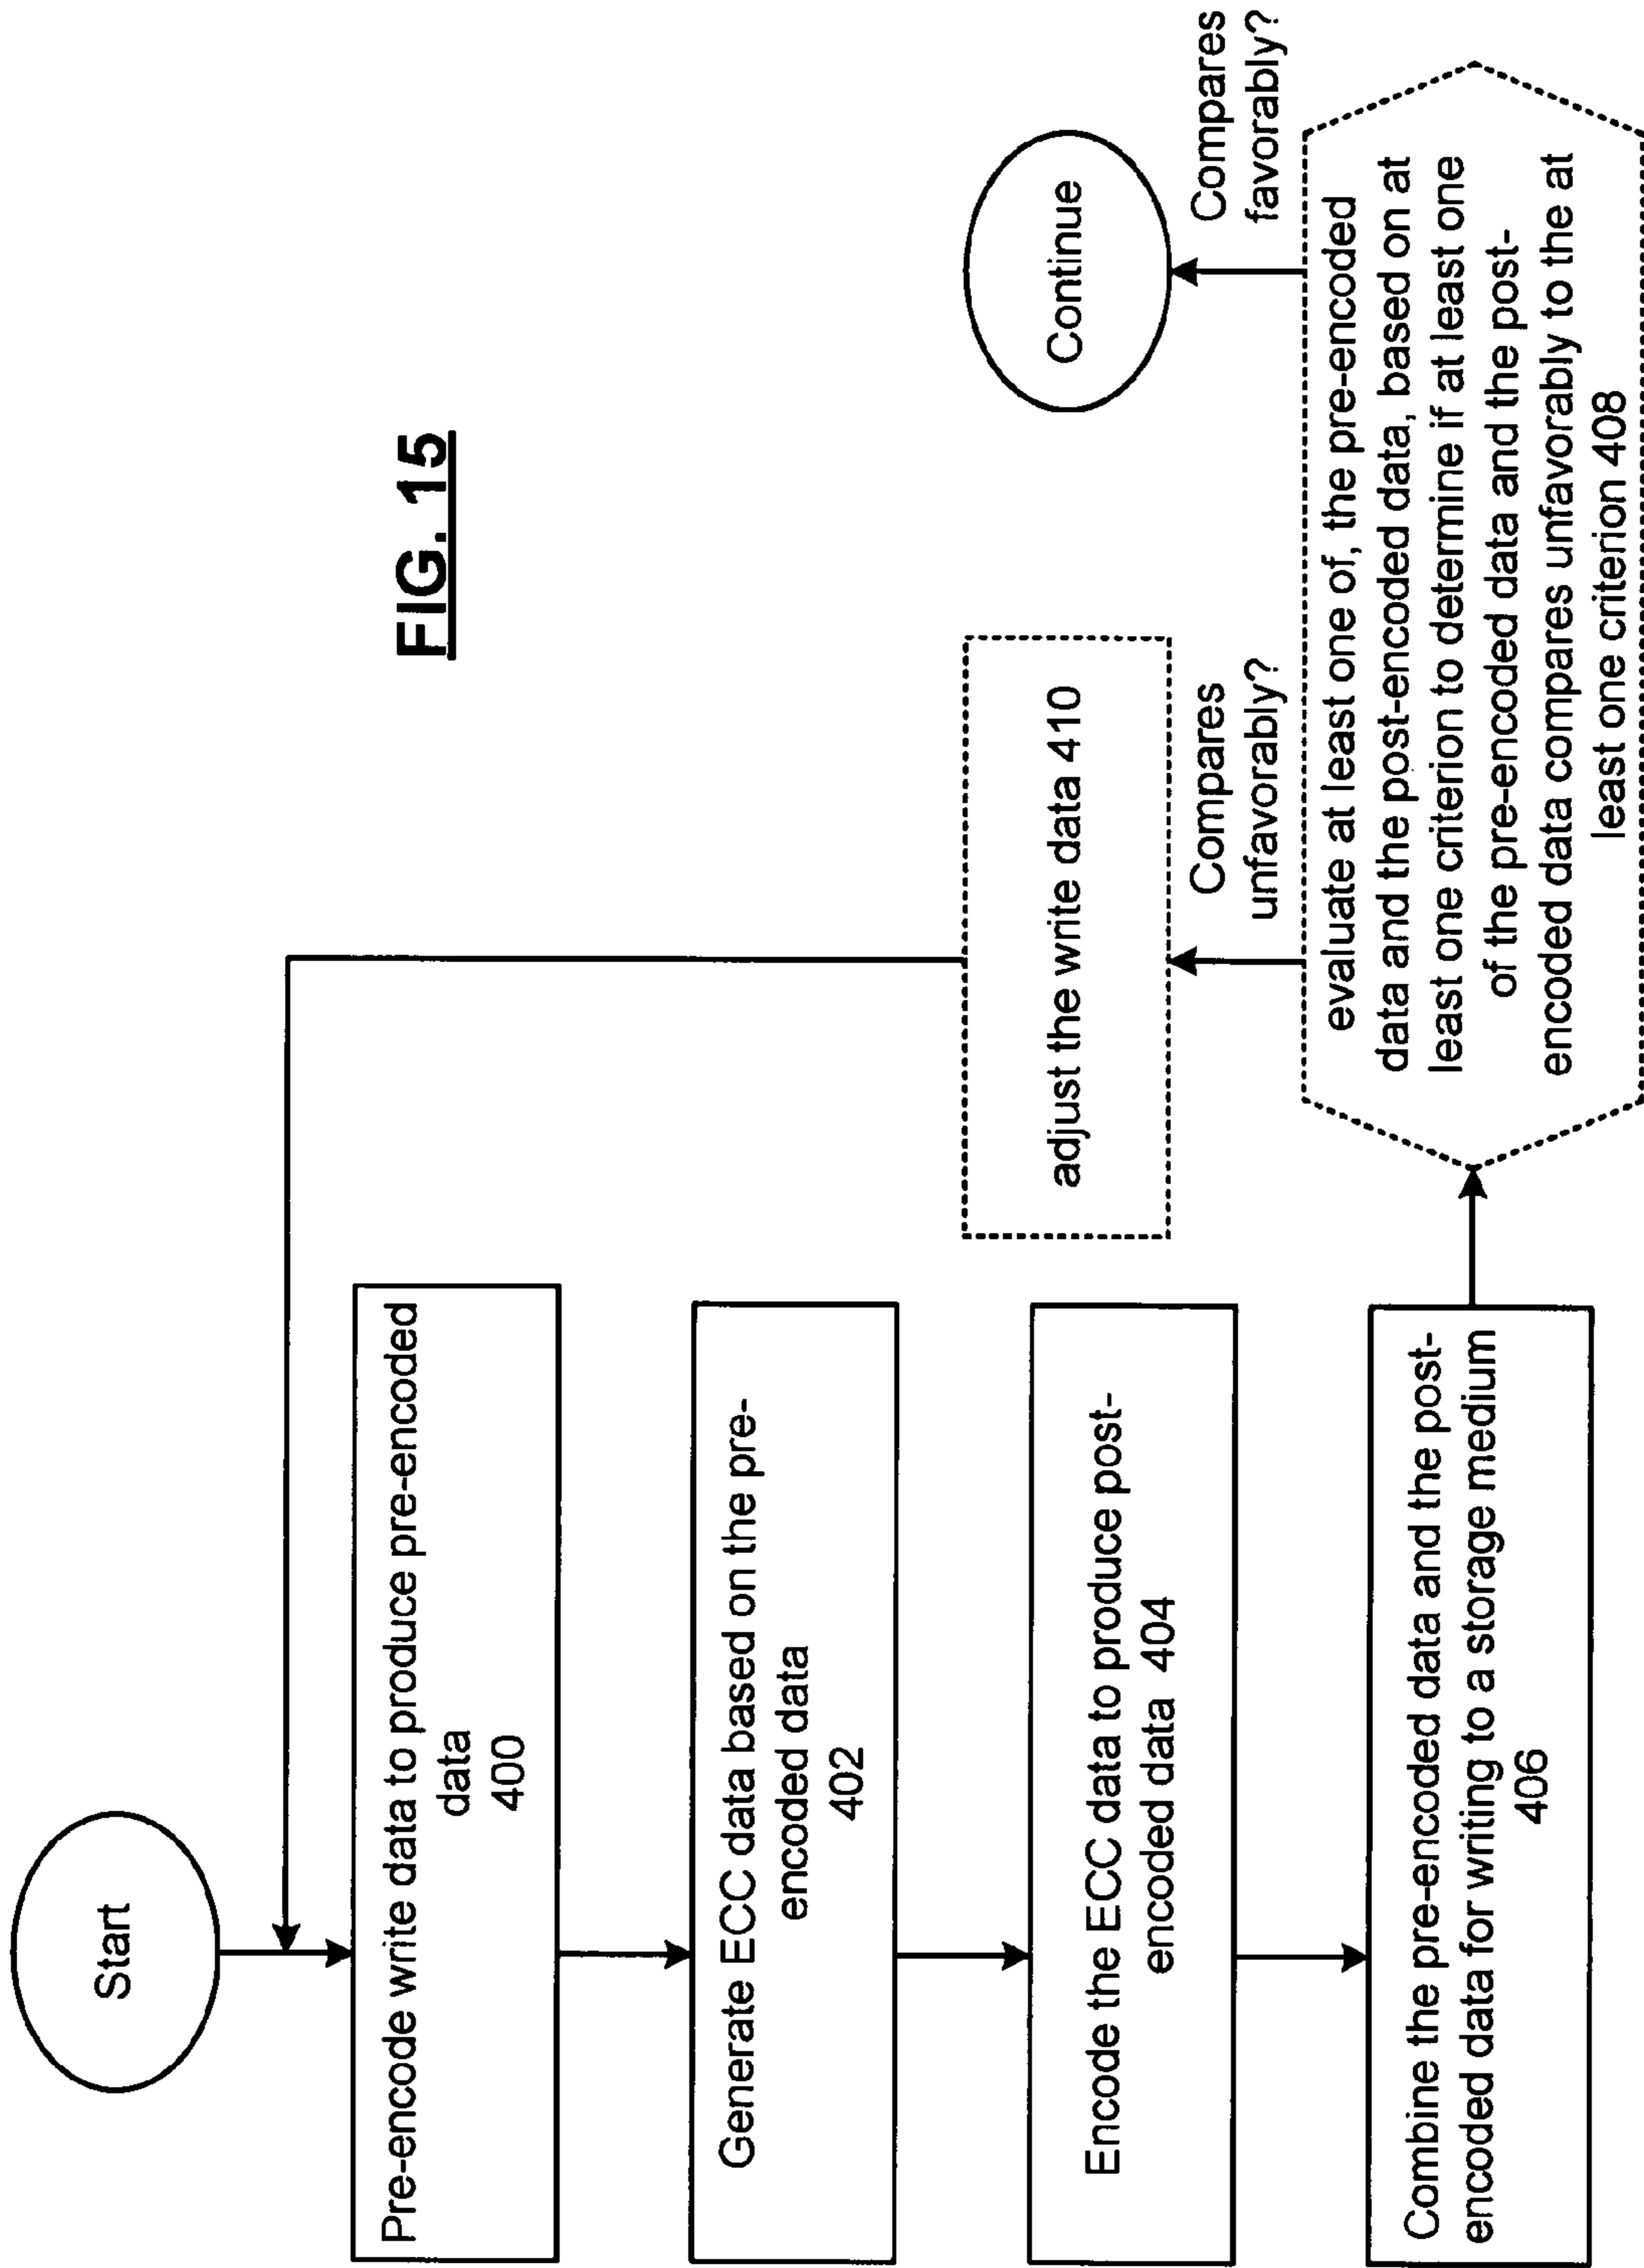 FIG. 15
Start
Pre-encode write data to produce pre-encoded
data
400
Generate ECC data based on the pre-
encoded data
402
Encode the ECC data to produce post-
encoded data 404
Combine the pre-encoded data and the post-
encoded data for writing to a storage medium
406
evaluate at least one of, the pre-encoded
data and the post-encoded data, based on at
least one criterion to determine if at least one
of the pre-encoded data and the post-
encoded data compares unfavorably to the at
least one criterion 408
Compares
unfavorably?
adjust the write data 410
Compares
favorably?
Continue